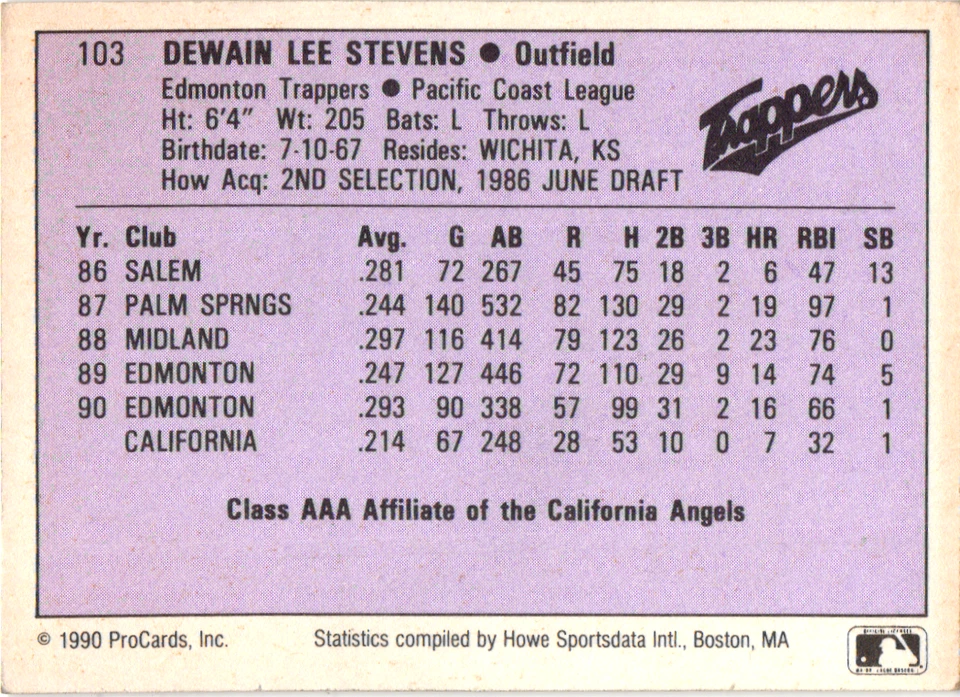 103 DEWAIN LEE STEVENS ● Outfield
Edmonton Trappers ● Pacific Coast League
Ht: 6'4" Wt: 205 Bats: L Throws: L
Birthdate: 7-10-67 Resides: WICHITA, KS
How Acq: 2ND SELECTION, 1986 JUNE DRAFT
Trappers
Yr. Club Avg. G AB R H 2B 3B HR RBI SB
86 SALEM .281 72 267 45 75 18 2 6 47 13
87 PALM SPRNGS .244 140 532 82 130 29 2 19 97 1
88 MIDLAND .297 116 414 79 123 26 2 23 76 0
89 EDMONTON .247 127 446 72 110 29 9 14 74 5
90 EDMONTON .293 90 338 57 99 31 2 16 66 1
CALIFORNIA .214 67 248 28 53 10 0 7 32 1
Class AAA Affiliate of the California Angels
© 1990 ProCards, Inc. Statistics compiled by Howe Sportsdata Intl., Boston, MA